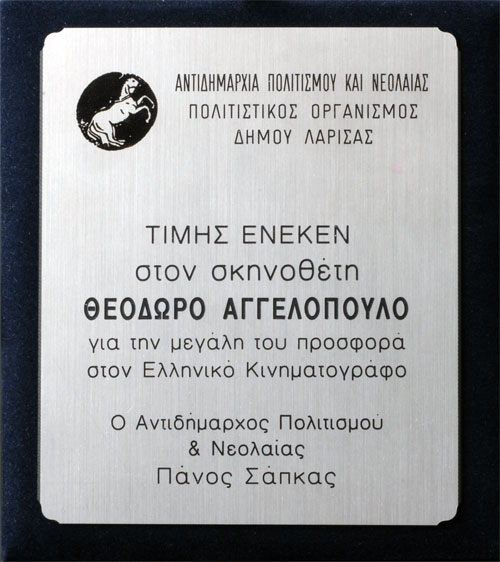 ΑΝΤΙΔΗΜΑΡΧΙΑ ΠΟΛΙΤΙΣΜΟΥ ΚΑΙ ΝΕΟΛΑΙΑΣ
ΠΟΛΙΤΙΣΤΙΚΟΣ ΟΡΓΑΝΙΣΜΟΣ
ΔΗΜΟΥ ΛΑΡΙΣΑΣ
ΤΙΜΗΣ ΕΝΕΚΕΝ
στον σκηνοθέτη
ΘΕΟΔΩΡΟ ΑΓΓΕΛΟΠΟΥΛΟ
για την μεγάλη του προσφορά
στον Ελληνικό Κινηματογράφο
Ο Αντιδήμαρχος Πολιτισμού
& Νεολαίας
Πάνος Σάπκας